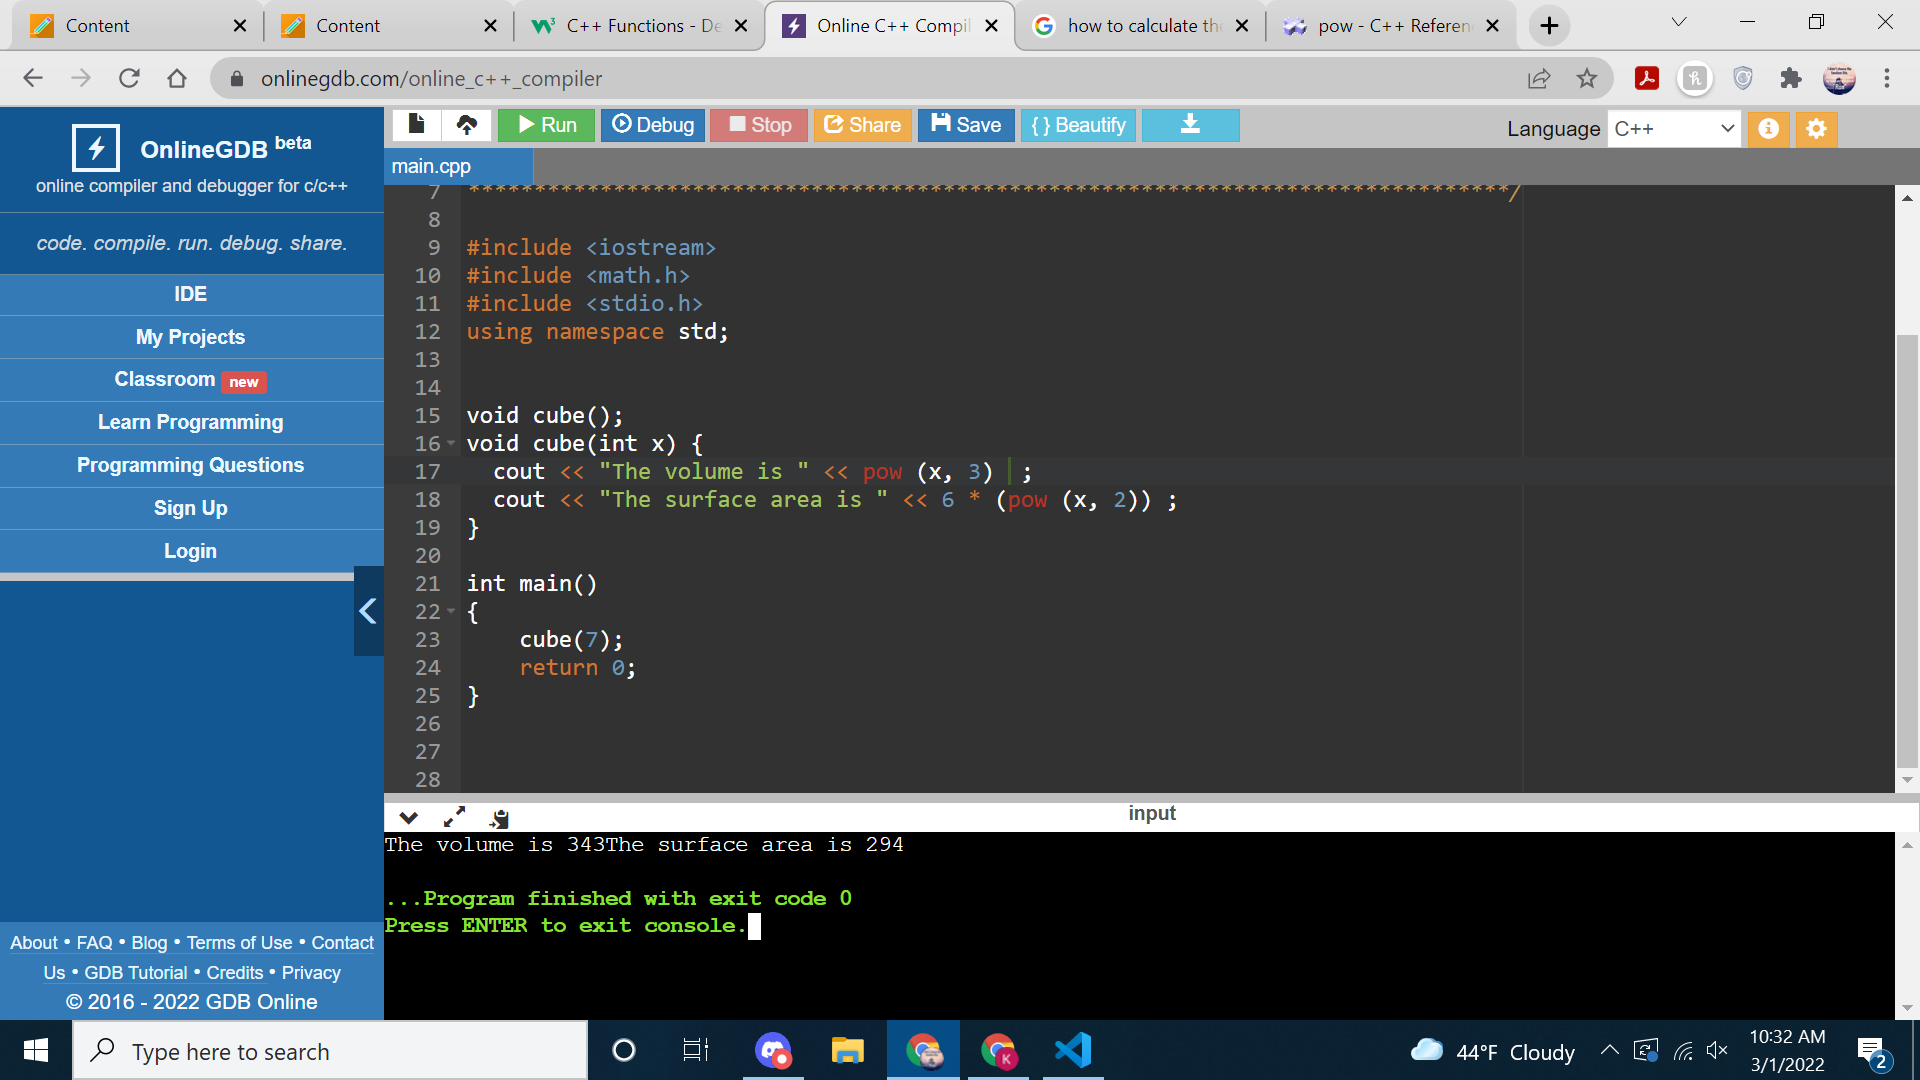 Content
Content
C++ Functions - De
Online C++ Compil
how to calculate the
pow - C++ Referen
onlinegdb.com/online_c++_compiler
OnlineGDB beta
online compiler and debugger for c/c++
code. compile. run. debug. share.
IDE
My Projects
Classroom new
Learn Programming
Programming Questions
Sign Up
Login
About • FAQ • Blog • Terms of Use • Contact
Us • GDB Tutorial • Credits • Privacy
© 2016 - 2022 GDB Online
Run Debug Stop Share Save { } Beautify
Language C++
main.cpp
7 *******************************************************************************/
8
9 #include <iostream>
10 #include <math.h>
11 #include <stdio.h>
12 using namespace std;
13
14
15 void cube();
16 void cube(int x) {
17 cout << "The volume is " << pow (x, 3) ;
18 cout << "The surface area is " << 6 * (pow (x, 2)) ;
19 }
20
21 int main()
22 {
23 cube(7);
24 return 0;
25 }
26
27
28
input
The volume is 343The surface area is 294
...Program finished with exit code 0
Press ENTER to exit console.
Type here to search
44°F Cloudy
10:32 AM
3/1/2022
2